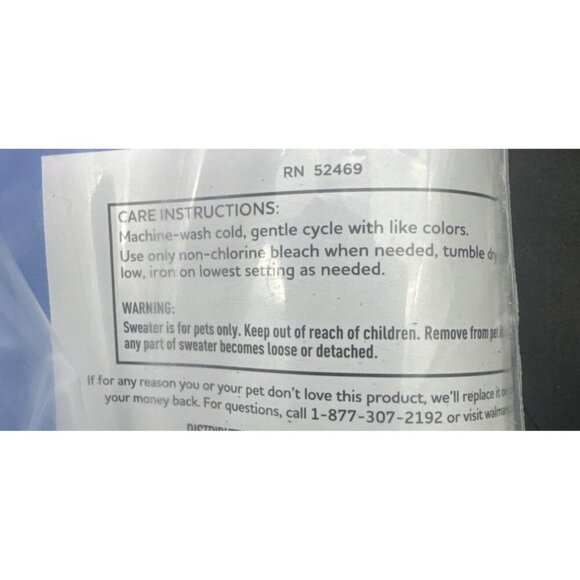 RN 52469
CARE INSTRUCTIONS:
Machine-wash cold, gentle cycle with like colors.
Use only non-chlorine bleach when needed, tumble dry
low, iron on lowest setting as needed.
WARNING:
Sweater is for pets only. Keep out of reach of children. Remove from pet if
any part of sweater becomes loose or detached.
If for any reason you or your pet don't love this product, we'll replace it or
your money back. For questions, call 1-877-307-2192 or visit